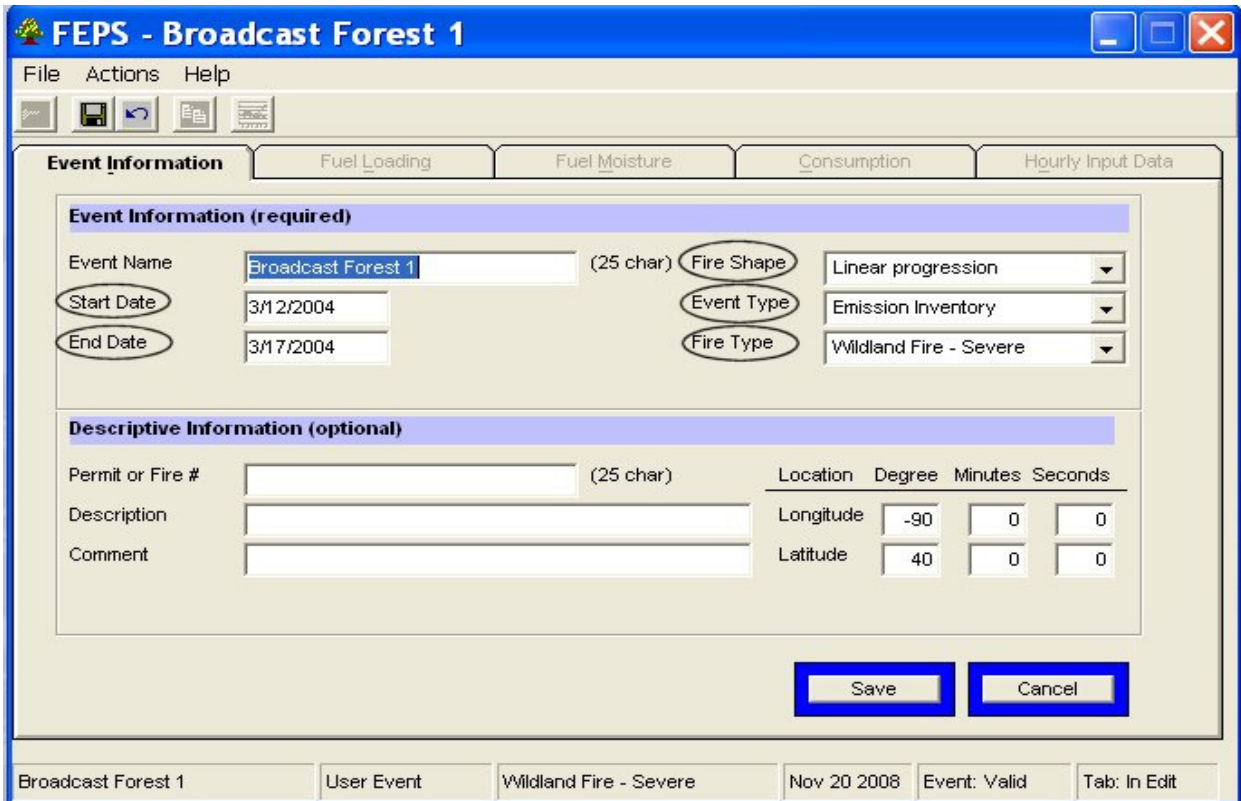 FEPS - Broadcast Forest 1
File Actions Help
Event Information Fuel Loading Fuel Moisture Consumption Hourly Input Data
Event Information (required)
Event Name Broadcast Forest 1 (25 char) Fire Shape Linear progression
Start Date 3/12/2004 Event Type Emission Inventory
End Date 3/17/2004 Fire Type Wildland Fire - Severe
Descriptive Information (optional)
Permit or Fire # (25 char) Location Degree Minutes Seconds
Description Longitude -90 0 0
Comment Latitude 40 0 0
Save Cancel
Broadcast Forest 1 User Event Wildland Fire - Severe Nov 20 2008 Event: Valid Tab: In Edit